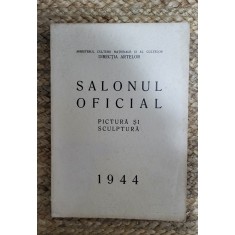 MINISTERUL CULTURII NAȚIONALE ȘI AL CULTELOR
DIRECȚIA ARTELOR
SALONUL
OFICIAL
PICTURĂ ȘI
SCULPTURĂ
1944